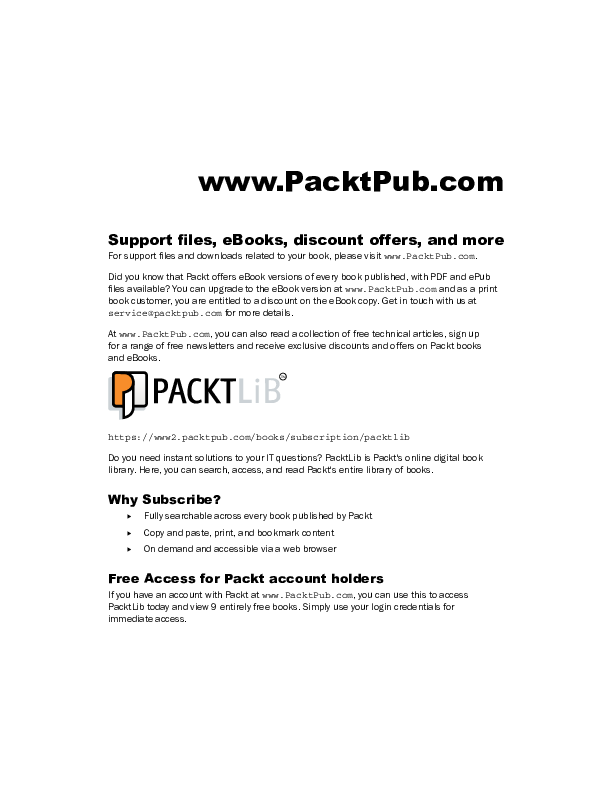 www.PacktPub.com
Support files, eBooks, discount offers, and more
For support files and downloads related to your book, please visit www.PacktPub.com.
Did you know that Packt offers eBook versions of every book published, with PDF and ePub
files available? You can upgrade to the eBook version at www.PacktPub.com and as a print
book customer, you are entitled to a discount on the eBook copy. Get in touch with us at
service@packtpub.com for more details.
At www.PacktPub.com, you can also read a collection of free technical articles, sign up
for a range of free newsletters and receive exclusive discounts and offers on Packt books
and eBooks.
PACKTLiB
https://www2.packtpub.com/books/subscription/packtlib
Do you need instant solutions to your IT questions? PacktLib is Packt's online digital book
library. Here, you can search, access, and read Packt's entire library of books.
Why Subscribe?
Fully searchable across every book published by Packt
Copy and paste, print, and bookmark content
On demand and accessible via a web browser
Free Access for Packt account holders
If you have an account with Packt at www.PacktPub.com, you can use this to access
PacktLib today and view 9 entirely free books. Simply use your login credentials for
immediate access.